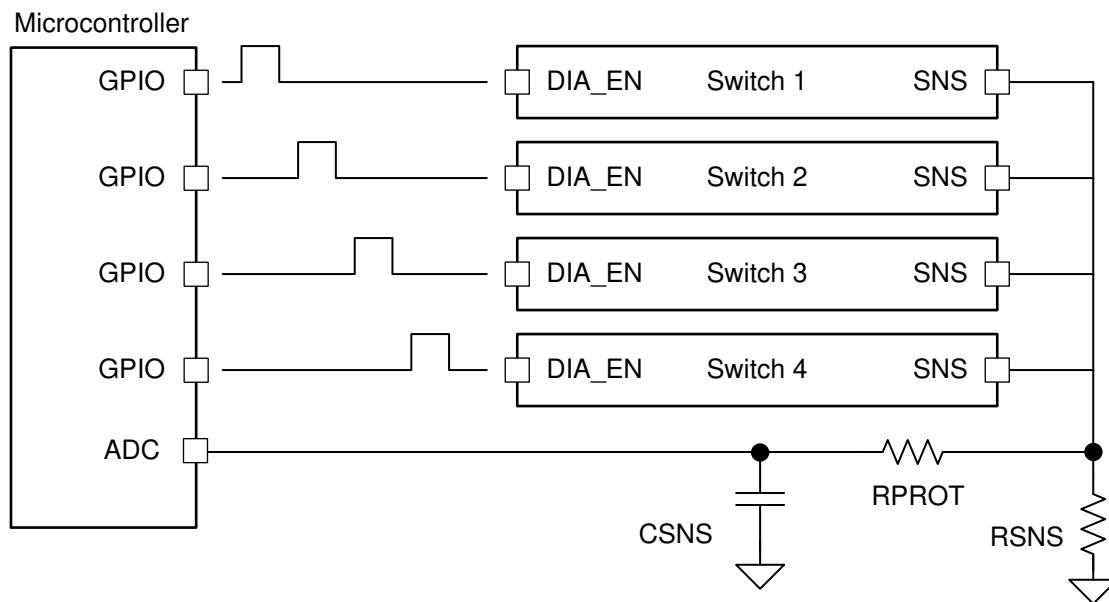 Microcontroller
GPIO DIA_EN Switch 1 SNS
GPIO DIA_EN Switch 2 SNS
GPIO DIA_EN Switch 3 SNS
GPIO DIA_EN Switch 4 SNS
ADC
RPROT
CSNS RSNS